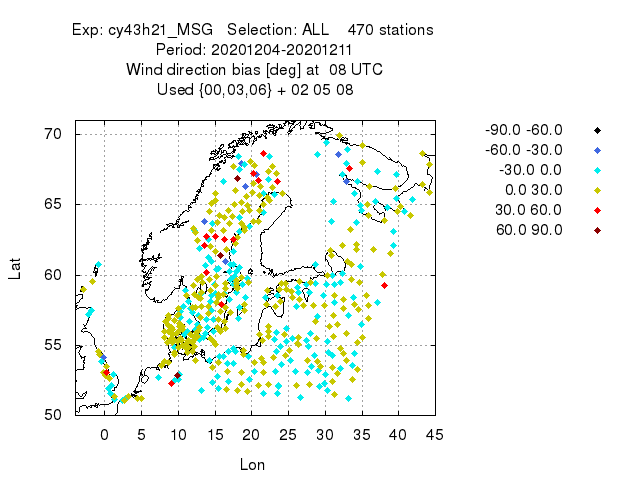 Exp: cy43h21_MSG   Selection: ALL    470 stations
Period: 20201204-20201211
Wind direction bias [deg] at  08 UTC
Used {00,03,06} + 02 05 08
-90.0 -60.0
-60.0 -30.0
-30.0 0.0
0.0 30.0
30.0 60.0
60.0 90.0
Lat
70
65
60
55
50
0 5 10 15 20 25 30 35 40 45
Lon